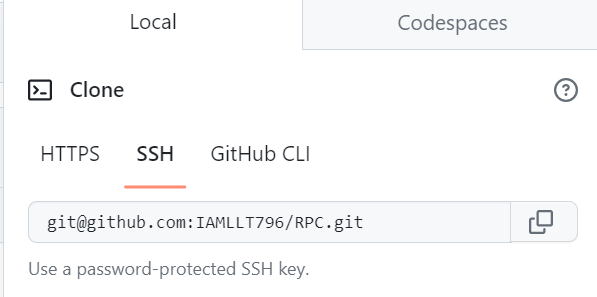 Local
Codespaces
Clone
HTTPS
SSH
GitHub CLI
git@github.com:IAMLLT796/RPC.git
Use a password-protected SSH key.